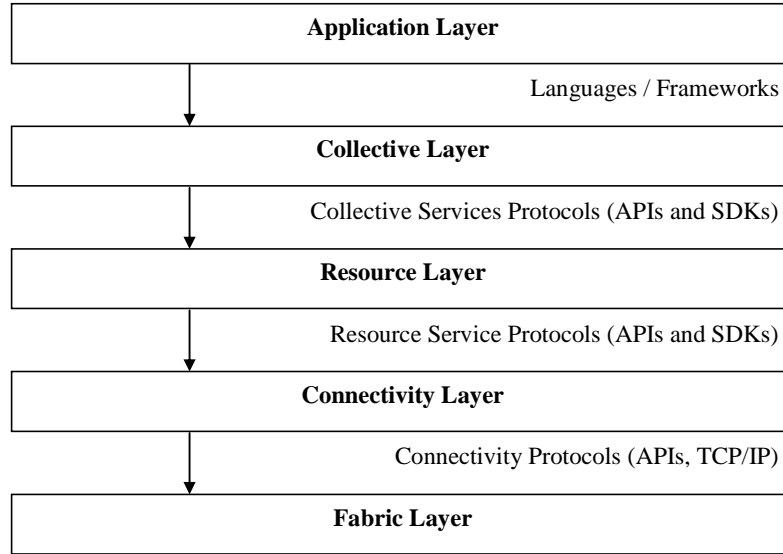 Application Layer
Languages / Frameworks
Collective Layer
Collective Services Protocols (APIs and SDKs)
Resource Layer
Resource Service Protocols (APIs and SDKs)
Connectivity Layer
Connectivity Protocols (APIs, TCP/IP)
Fabric Layer